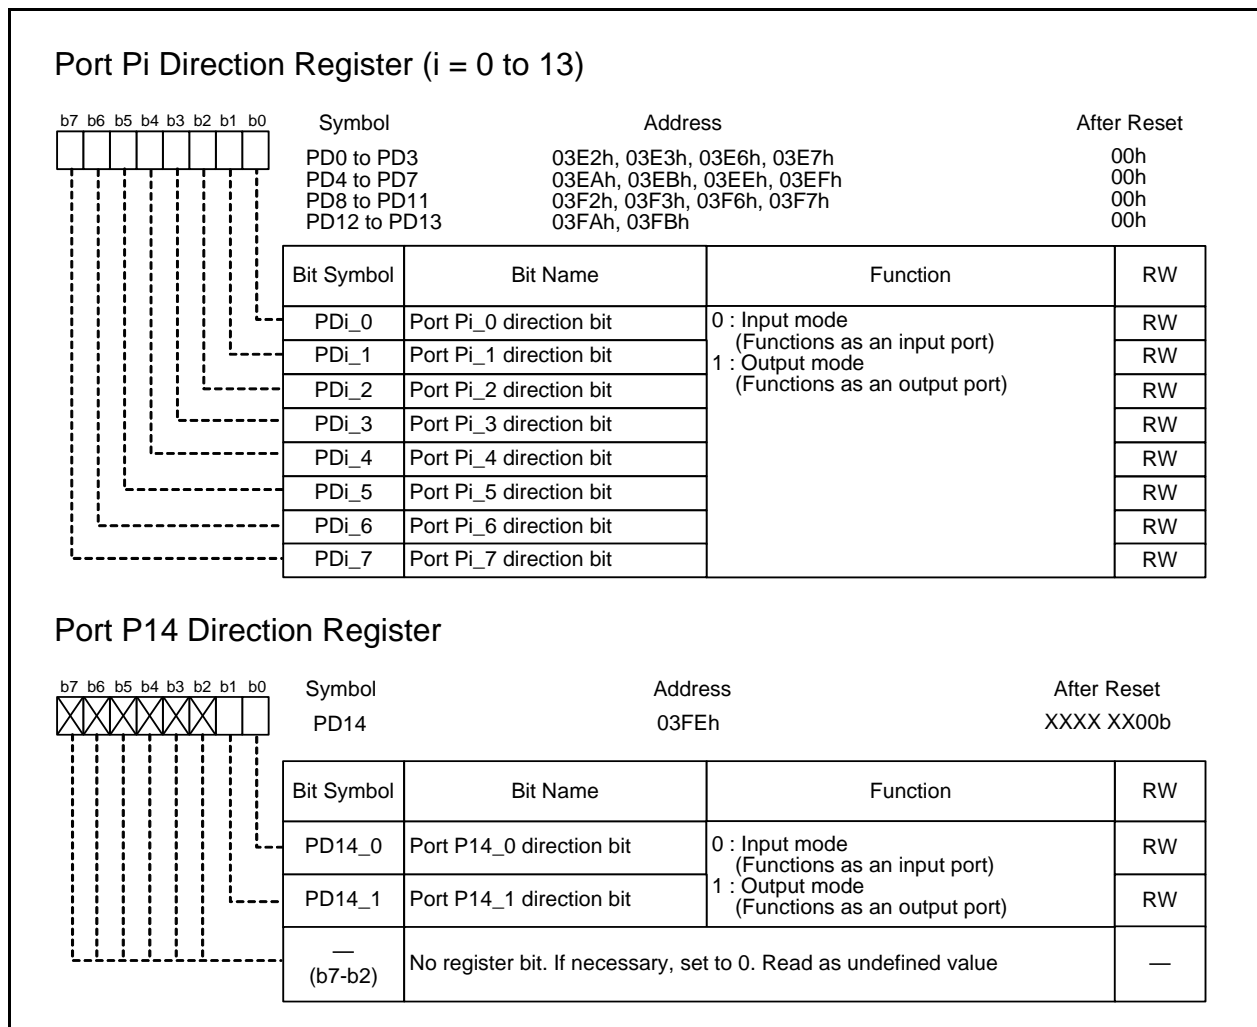 Port Pi Direction Register (i = 0 to 13)
b7 b6 b5 b4 b3 b2 b1 b0
Symbol Address After Reset
PD0 to PD3 03E2h, 03E3h, 03E6h, 03E7h 00h
PD4 to PD7 03EAh, 03EBh, 03EEh, 03EFh 00h
PD8 to PD11 03F2h, 03F3h, 03F6h, 03F7h 00h
PD12 to PD13 03FAh, 03FBh 00h
Bit Symbol Bit Name Function RW
PDi_0 Port Pi_0 direction bit 0 : Input mode RW
(Functions as an input port)
PDi_1 Port Pi_1 direction bit 1 : Output mode RW
PDi_2 Port Pi_2 direction bit (Functions as an output port) RW
PDi_3 Port Pi_3 direction bit RW
PDi_4 Port Pi_4 direction bit RW
PDi_5 Port Pi_5 direction bit RW
PDi_6 Port Pi_6 direction bit RW
PDi_7 Port Pi_7 direction bit RW
Port P14 Direction Register
b7 b6 b5 b4 b3 b2 b1 b0
Symbol Address After Reset
PD14 03FEh XXXX XX00b
Bit Symbol Bit Name Function RW
PD14_0 Port P14_0 direction bit 0 : Input mode RW
(Functions as an input port)
PD14_1 Port P14_1 direction bit 1 : Output mode RW
(Functions as an output port)
—
(b7-b2) No register bit. If necessary, set to 0. Read as undefined value —